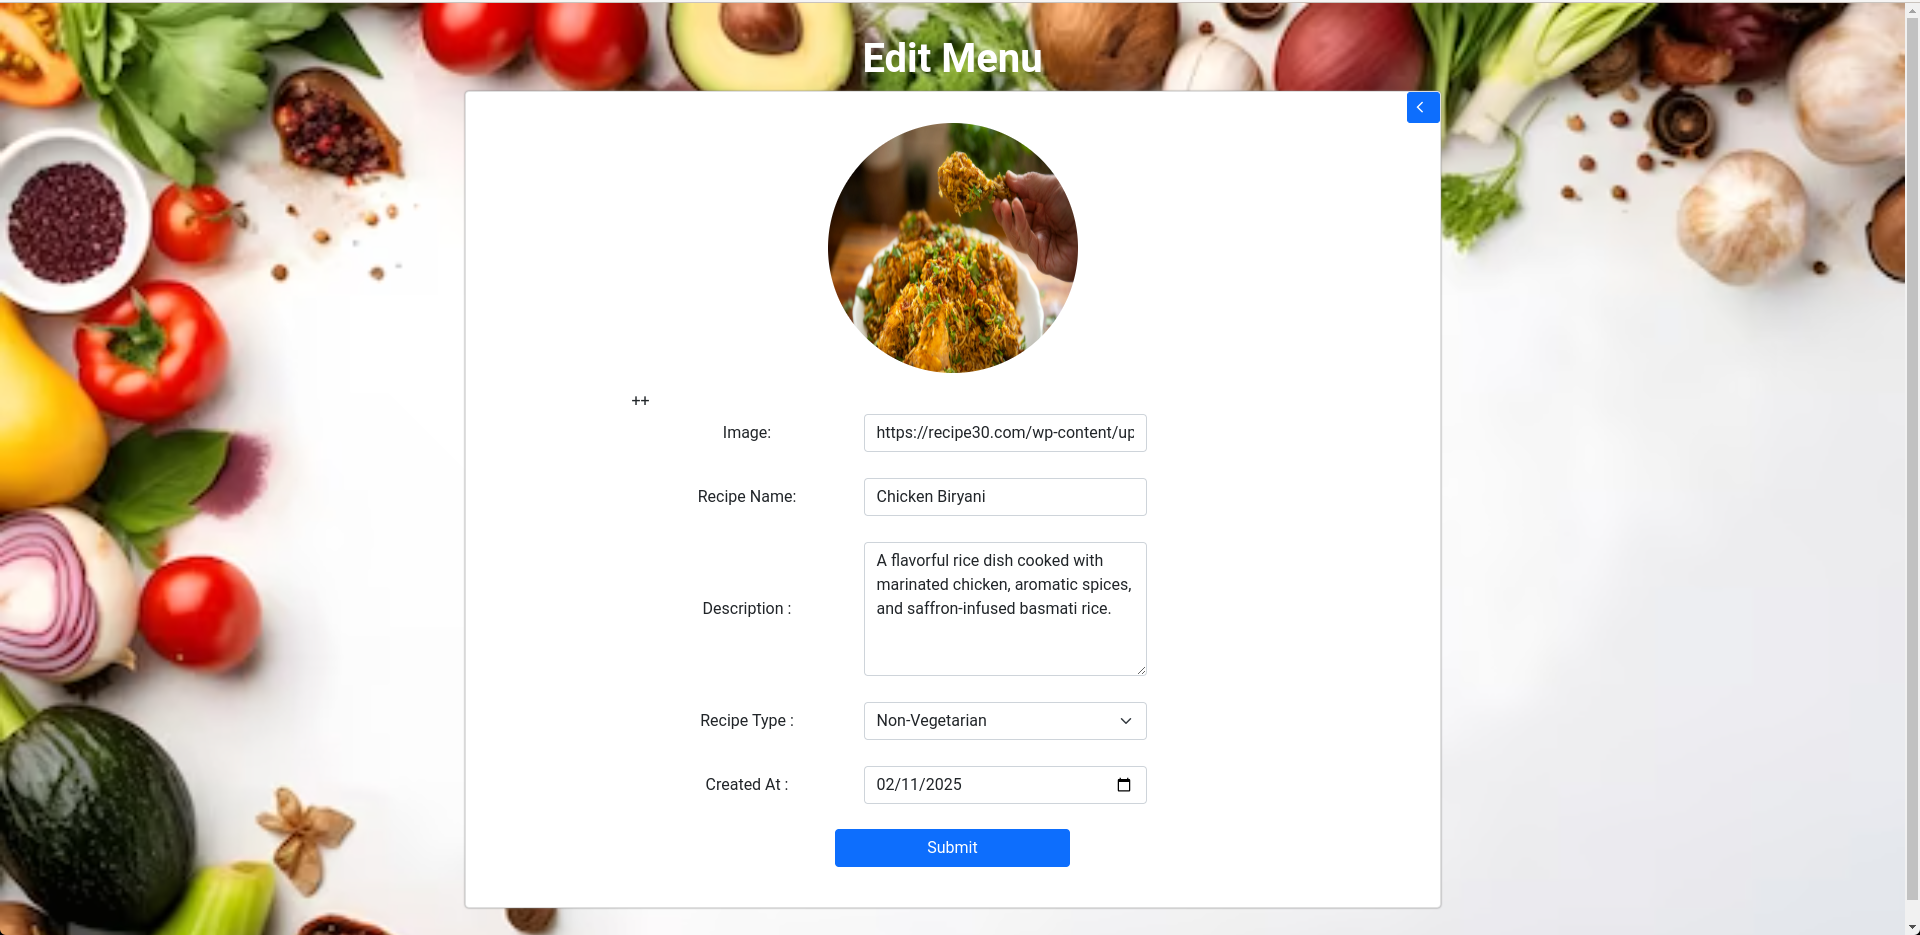 Edit Menu
++
Image:
https://recipe30.com/wp-content/up
Recipe Name:
Chicken Biryani
Description :
A flavorful rice dish cooked with
marinated chicken, aromatic spices,
and saffron-infused basmati rice.
Recipe Type :
Non-Vegetarian
Created At :
02/11/2025
Submit